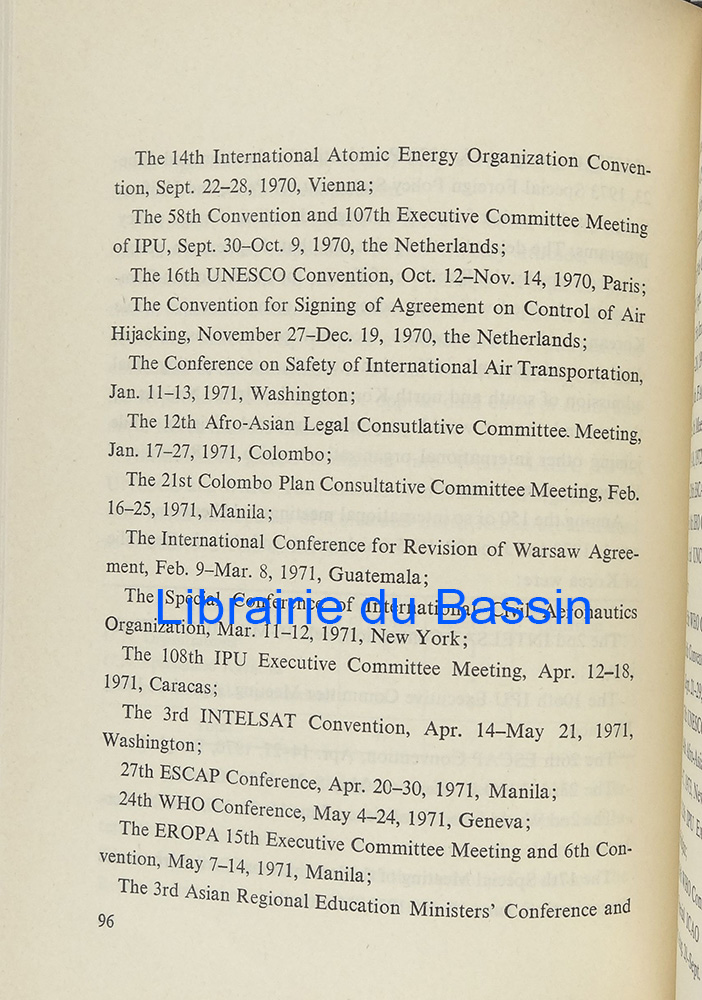 The 14th International Atomic Energy Organization Conven-
tion, Sept. 22–28, 1970, Vienna;
The 58th Convention and 107th Executive Committee Meeting
of IPU, Sept. 30–Oct. 9, 1970, the Netherlands;
The 16th UNESCO Convention, Oct. 12–Nov. 14, 1970, Paris;
The Convention for Signing of Agreement on Control of Air
Hijacking, November 27–Dec. 19, 1970, the Netherlands;
The Conference on Safety of International Air Transportation,
Jan. 11–13, 1971, Washington;
The 12th Afro-Asian Legal Consutlative Committee. Meeting,
Jan. 17–27, 1971, Colombo;
The 21st Colombo Plan Consultative Committee Meeting, Feb.
16–25, 1971, Manila;
The International Conference for Revision of Warsaw Agree-
ment, Feb. 9–Mar. 8, 1971, Guatemala;
The Special Conference of International Civil Aeronautics
Librairie du Bassin
Organization, Mar. 11–12, 1971, New York;
The 108th IPU Executive Committee Meeting, Apr. 12–18,
1971, Caracas;
The 3rd INTELSAT Convention, Apr. 14–May 21, 1971,
Washington;
27th ESCAP Conference, Apr. 20–30, 1971, Manila;
24th WHO Conference, May 4–24, 1971, Geneva;
The EROPA 15th Executive Committee Meeting and 6th Con-
vention, May 7–14, 1971, Manila;
The 3rd Asian Regional Education Ministers' Conference and
96